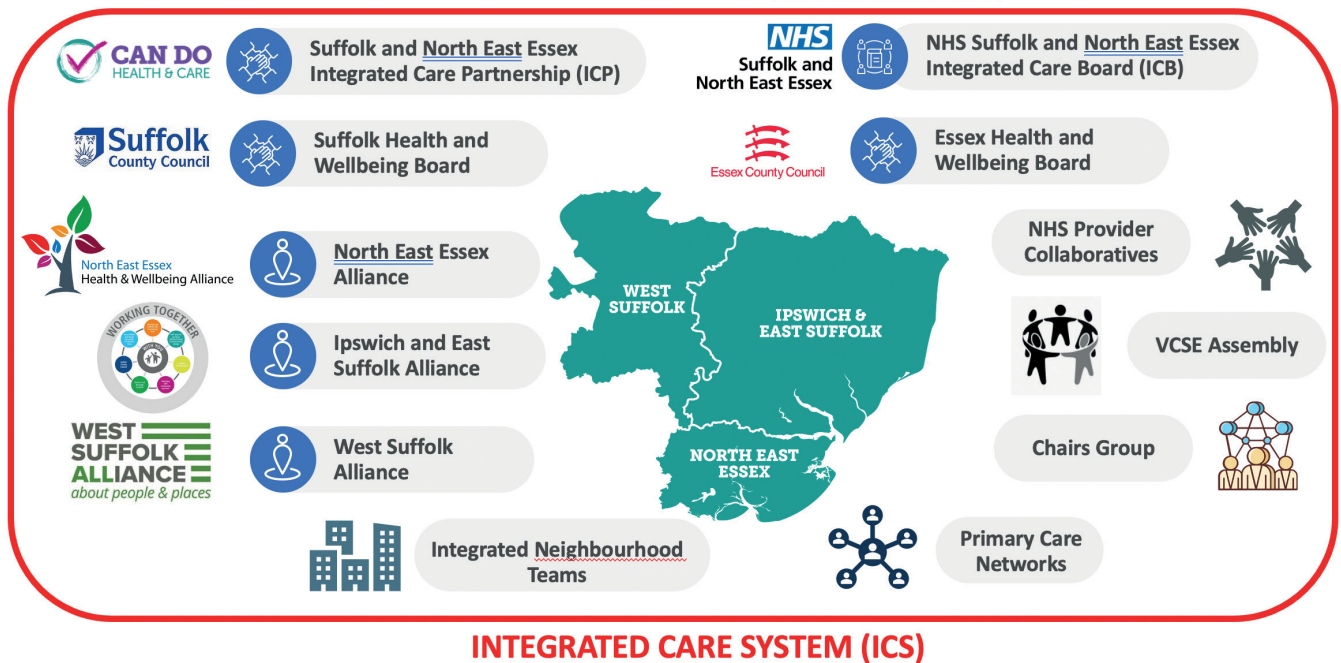 CAN DO
HEALTH & CARE
Suffolk and North East Essex
Integrated Care Partnership (ICP)
NHS
Suffolk and
North East Essex
NHS Suffolk and North East Essex
Integrated Care Board (ICB)
Suffolk
County Council
Suffolk Health and
Wellbeing Board
Essex County Council
Essex Health and
Wellbeing Board
North East Essex
Health & Wellbeing Alliance
North East Essex
Alliance
WORKING TOGETHER
Ipswich and East
Suffolk Alliance
WEST
SUFFOLK
ALLIANCE
about people & places
West Suffolk
Alliance
WEST
SUFFOLK
IPSWICH &
EAST SUFFOLK
NORTH EAST
ESSEX
NHS Provider
Collaboratives
VCSE Assembly
Chairs Group
Integrated Neighbourhood
Teams
Primary Care
Networks
INTEGRATED CARE SYSTEM (ICS)